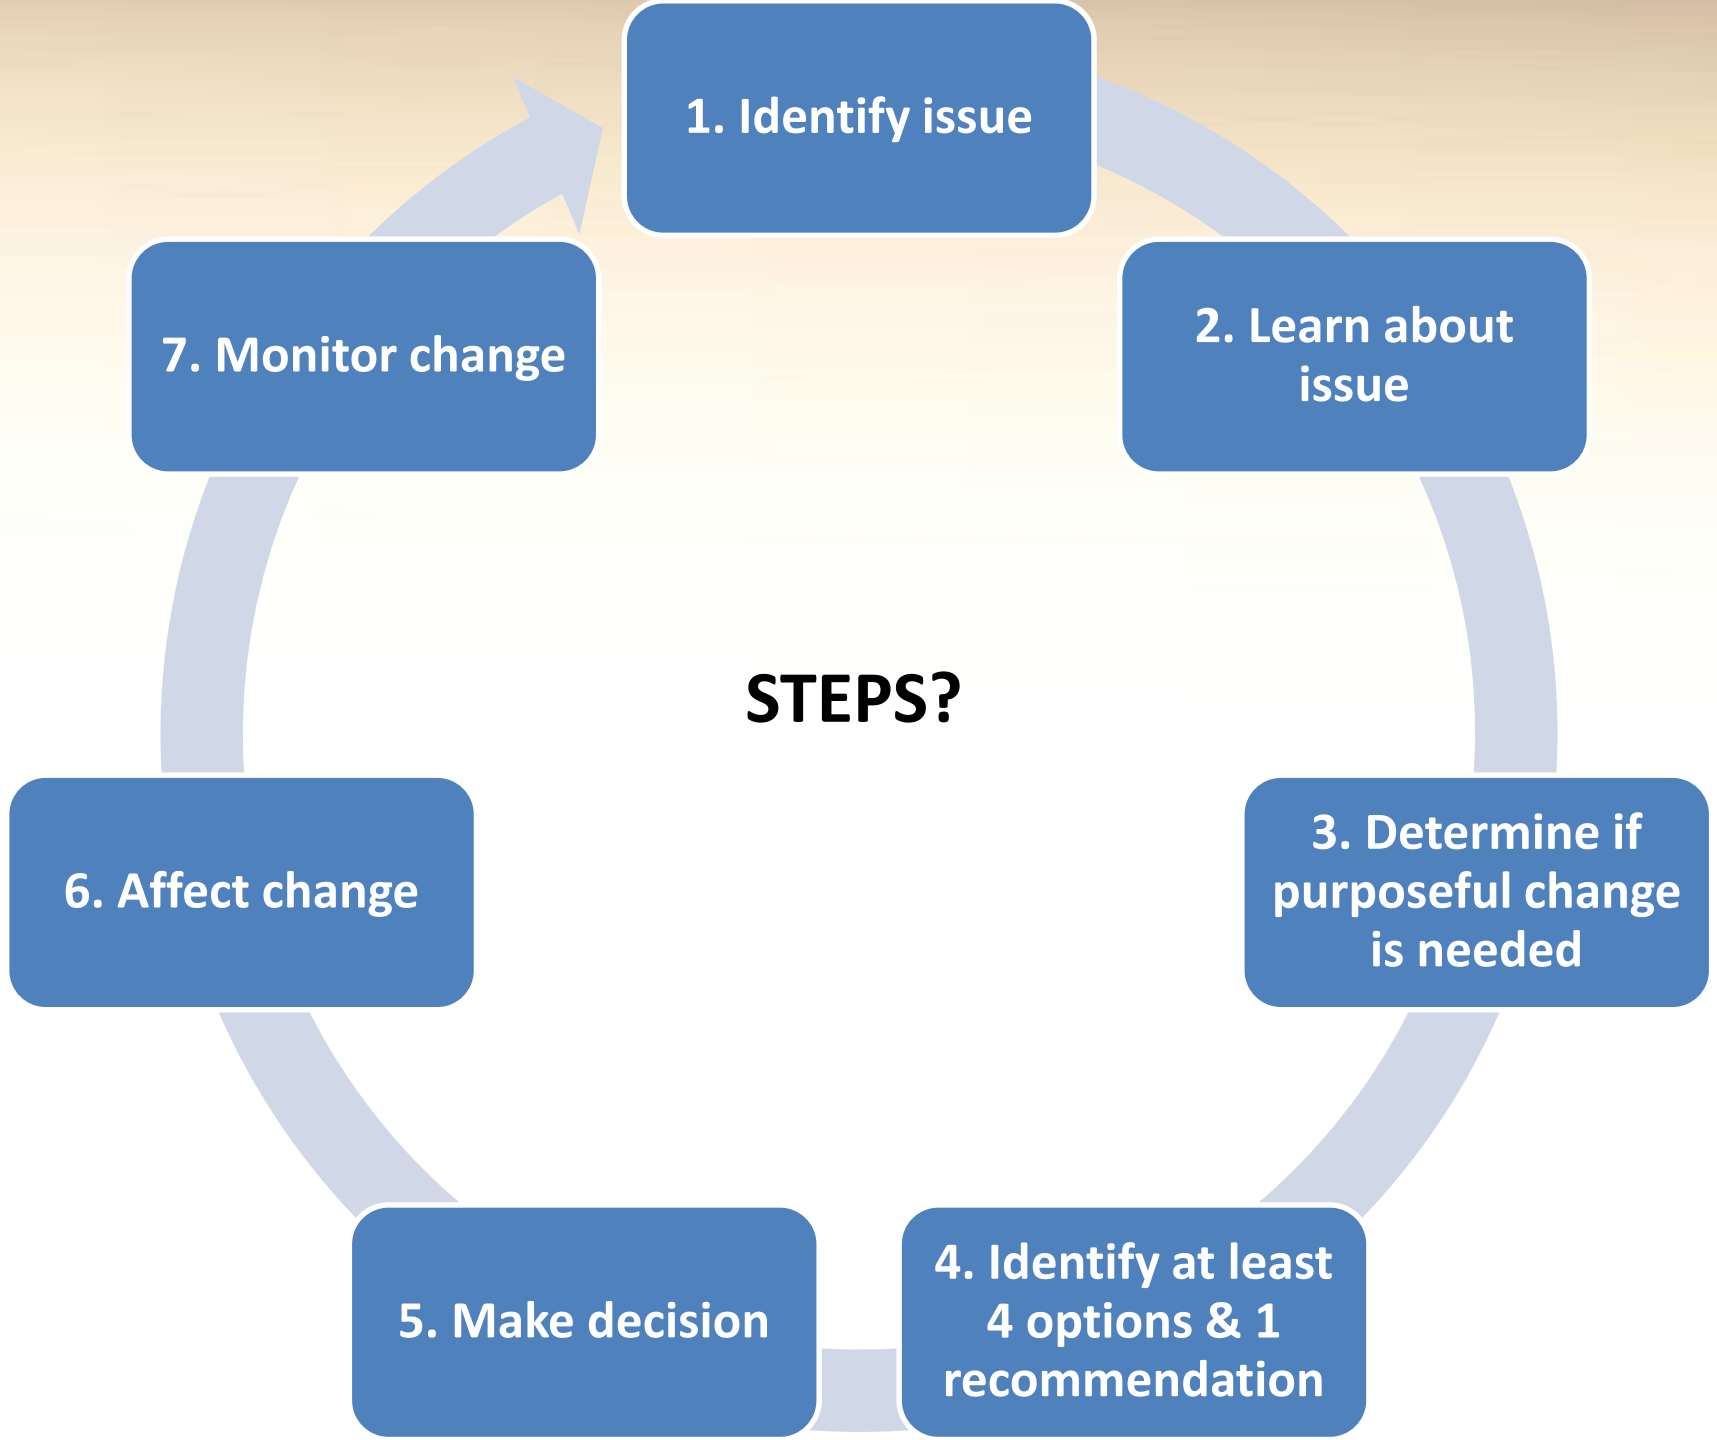 1. Identify issue
2. Learn about
issue
3. Determine if
purposeful change
is needed
4. Identify at least
4 options & 1
recommendation
5. Make decision
6. Affect change
7. Monitor change
STEPS?